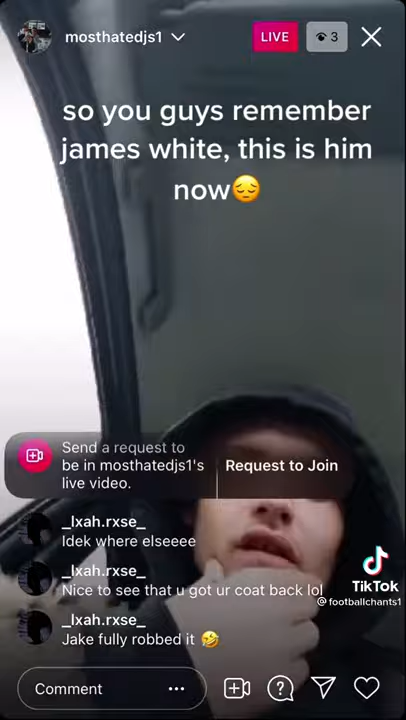 mosthatedjs1
LIVE
3
so you guys remember
james white, this is him
now😔
Send a request to
be in mosthatedjs1's
live video.
Request to Join
_lxah.rxse_
Idek where elseeee
_lxah.rxse_
Nice to see that u got ur coat back lol
_lxah.rxse_
Jake fully robbed it 🤣
TikTok
@footballchants1
Comment